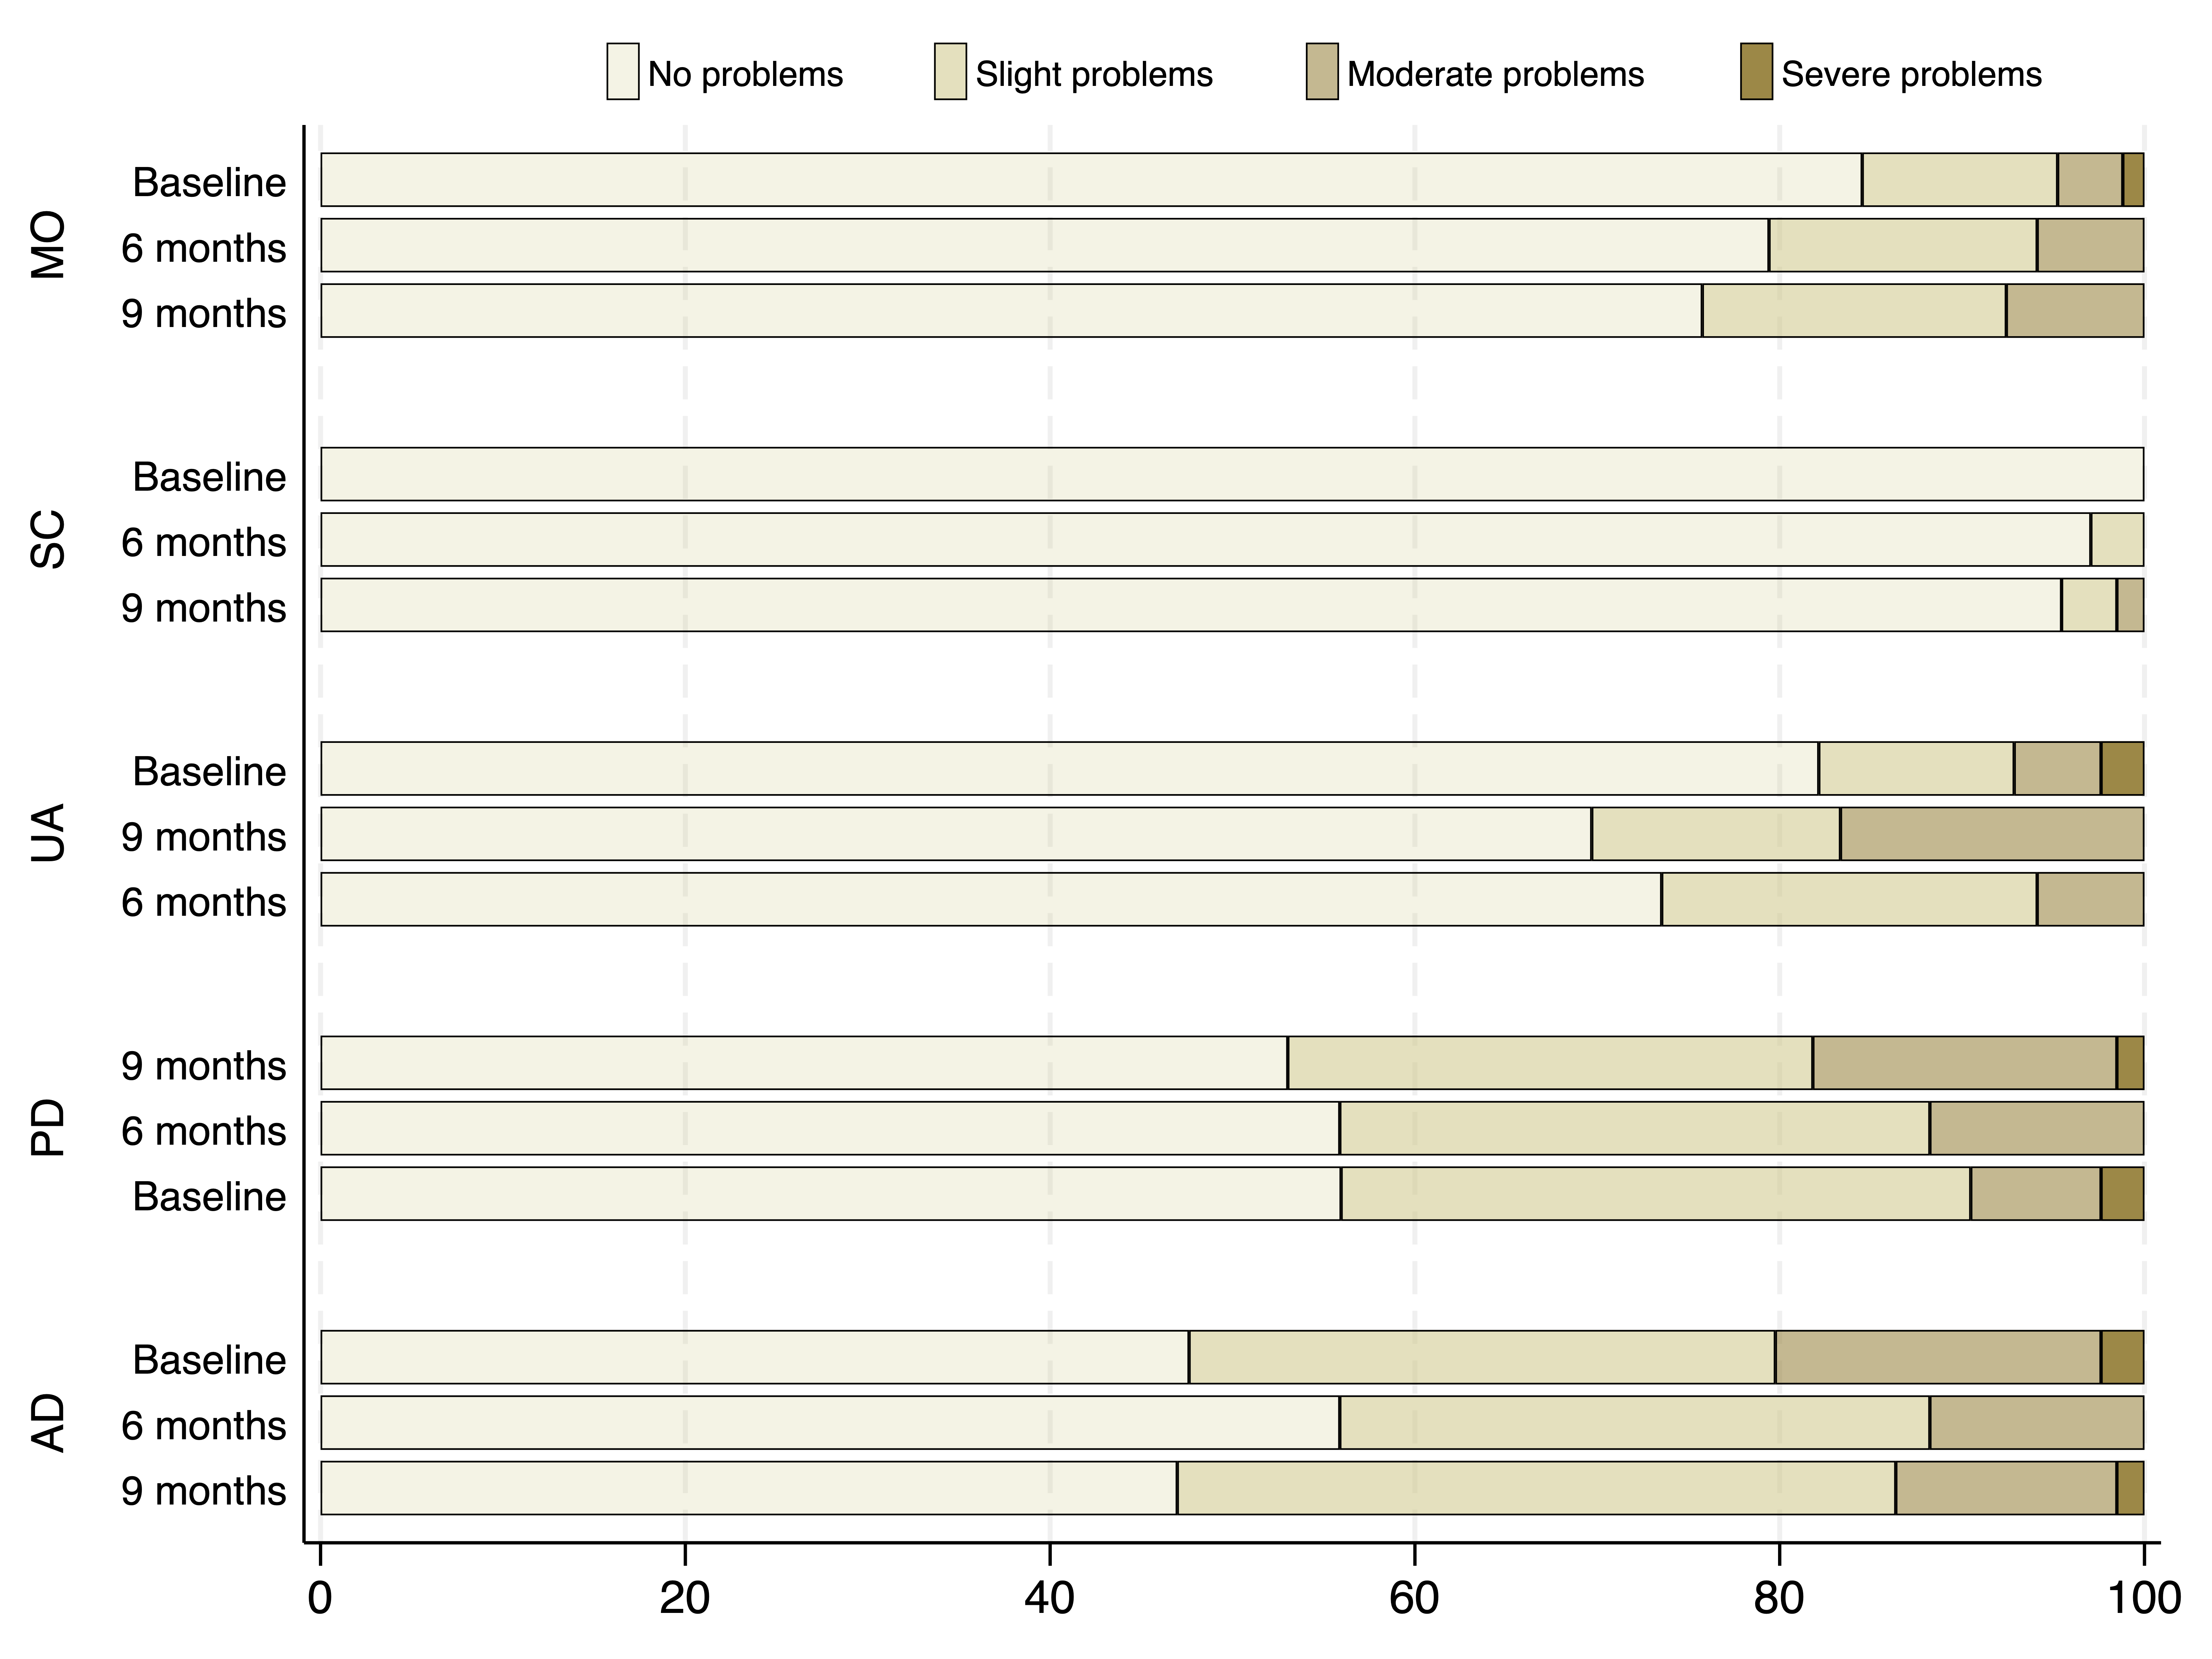 No problems Slight problems Moderate problems Severe problems
MO
Baseline
6 months
9 months
SC
Baseline
6 months
9 months
UA
Baseline
9 months
6 months
PD
9 months
6 months
Baseline
AD
Baseline
6 months
9 months
0 20 40 60 80 100